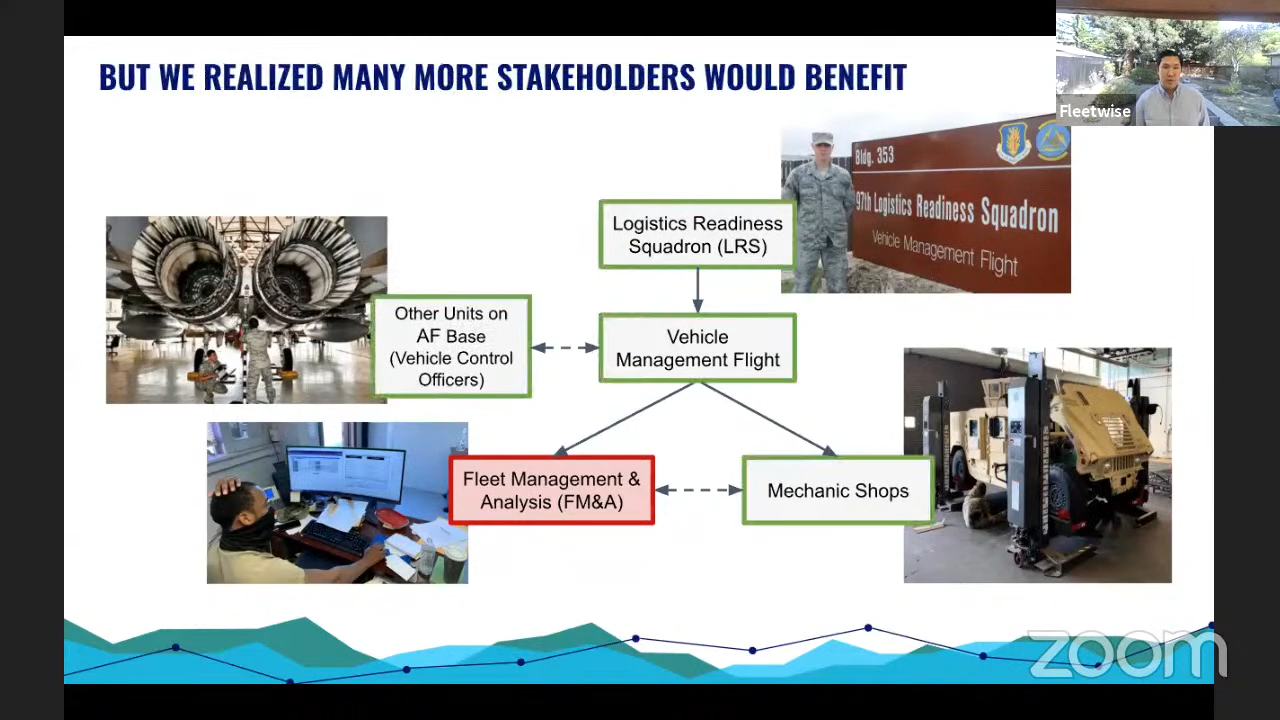 BUT WE REALIZED MANY MORE STAKEHOLDERS WOULD BENEFIT
Fleetwise
Bldg. 353
97th Logistics Readiness Squadron
Vehicle Management Flight
Logistics Readiness
Squadron (LRS)
Other Units on
AF Base
(Vehicle Control
Officers)
Vehicle
Management Flight
Fleet Management &
Analysis (FM&A)
Mechanic Shops
zoom